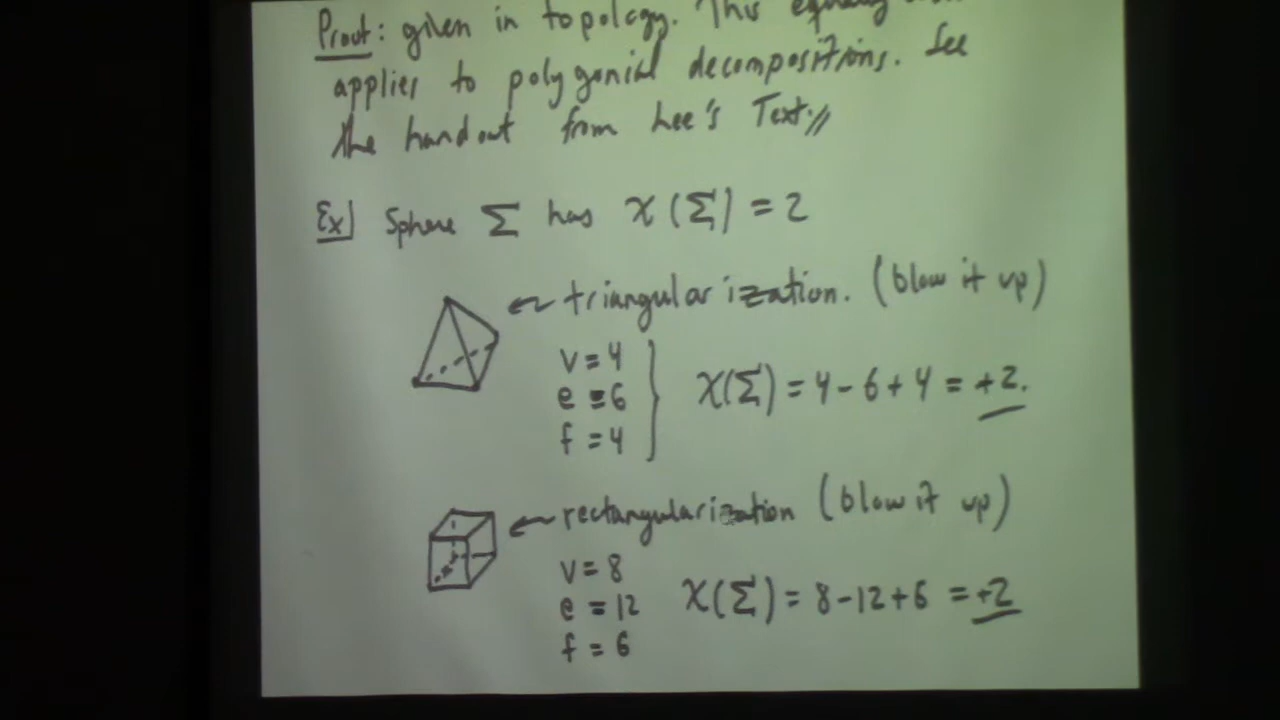 Proof: given in topology. This
applies to polygonial decompositions. See
the handout from Lee's Text.//
Ex] Sphere Σ has χ(Σ) = 2
← triangularization. (blow it up)
v = 4
e = 6
f = 4
χ(Σ) = 4 - 6 + 4 = +2.
← rectangularization (blow it up)
v = 8
e = 12
f = 6
χ(Σ) = 8 - 12 + 6 = +2